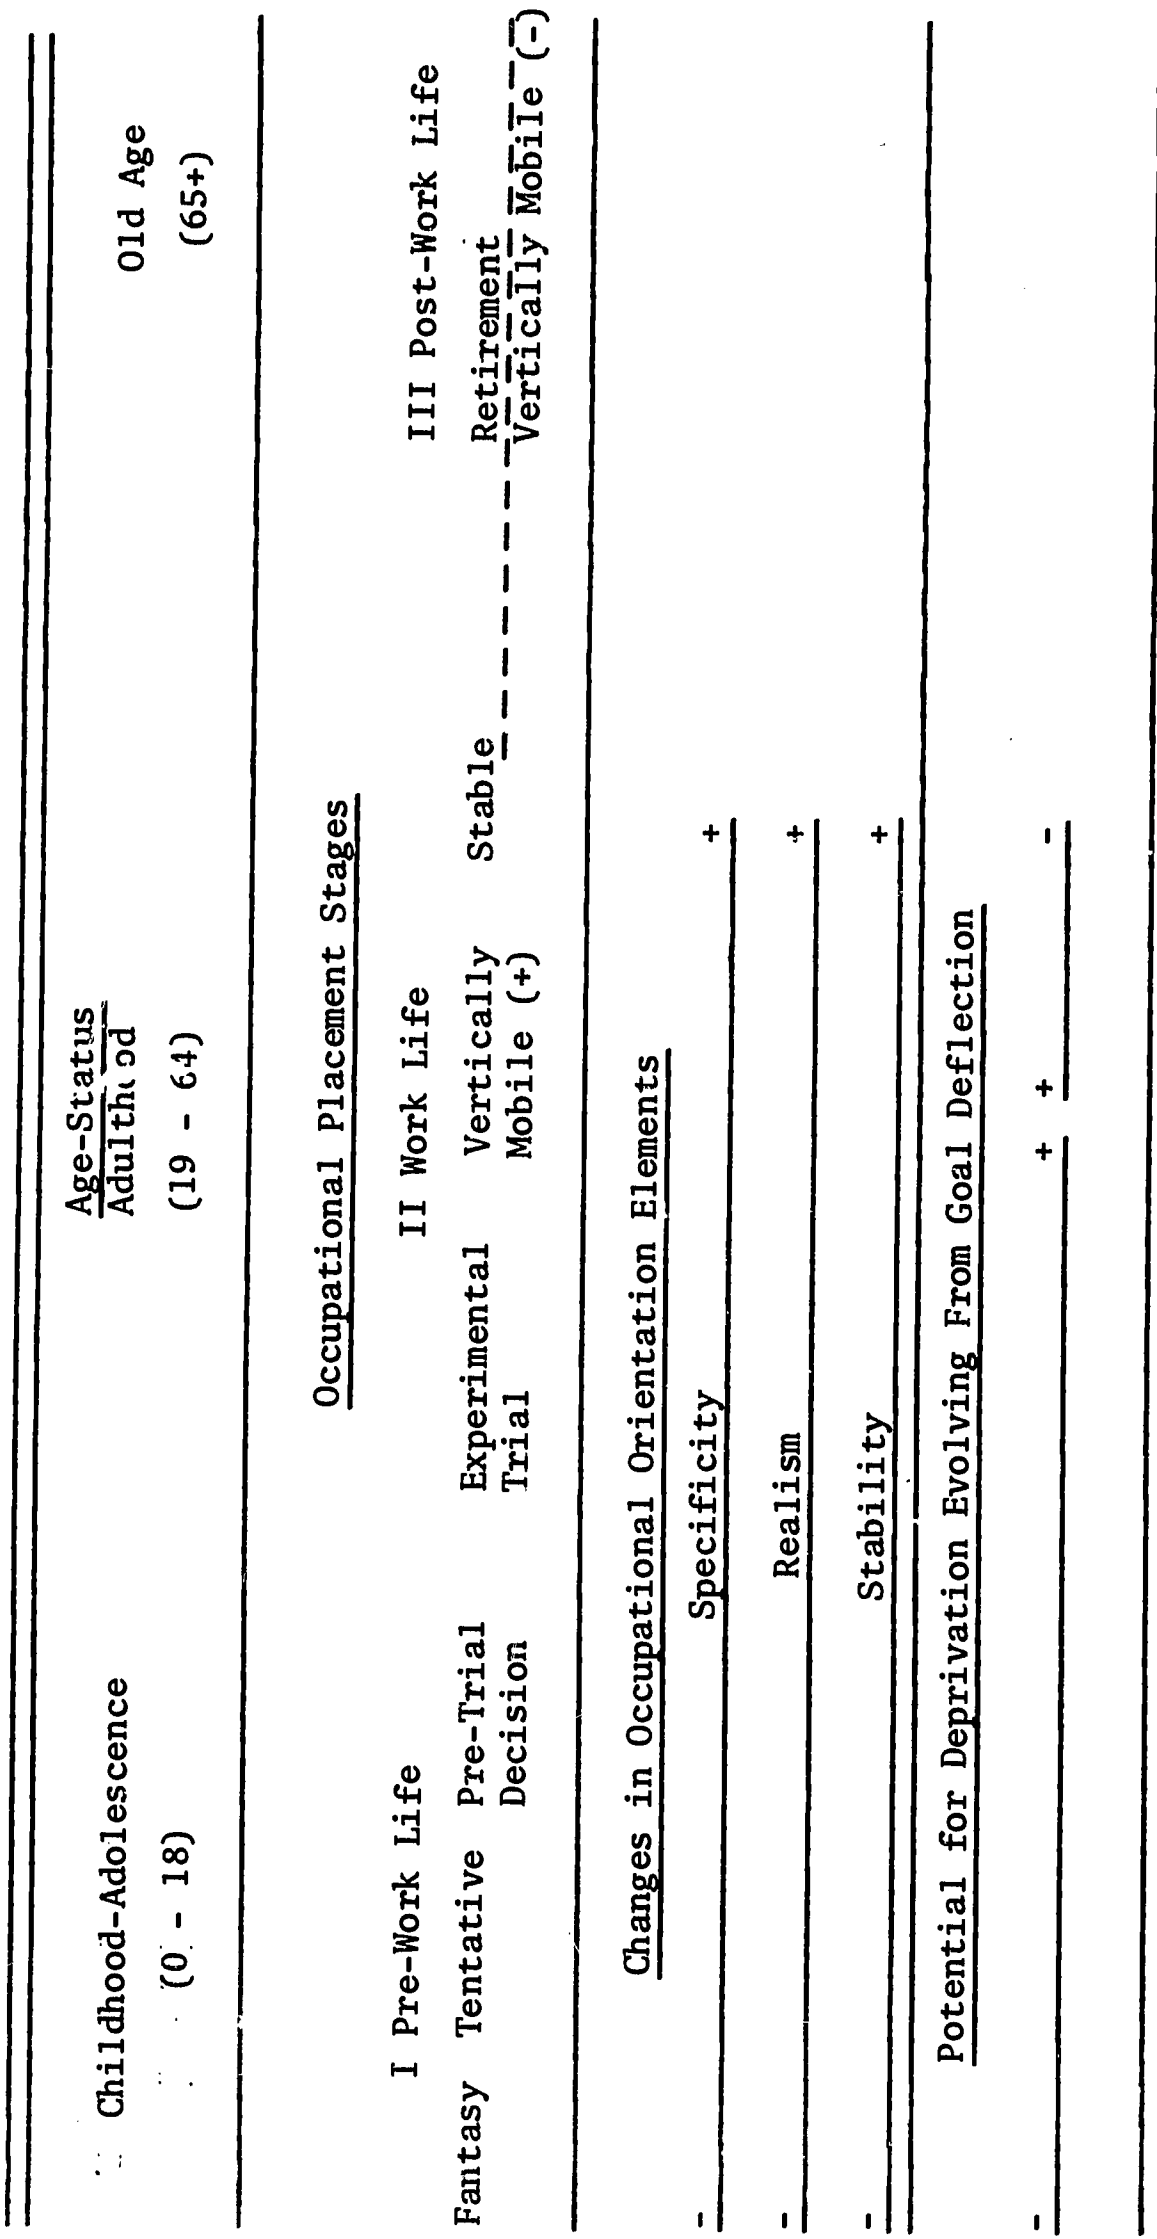 Age-Status
Childhood-Adolescence Adulthood Old Age
(0 - 18) (19 - 64) (65+)
Occupational Placement Stages
I Pre-Work Life II Work Life III Post-Work Life
Fantasy Tentative Pre-Trial Experimental Vertically Stable Retirement
Decision Trial Mobile (+) Vertically Mobile (-)
Changes in Occupational Orientation Elements
- Specificity +
- Realism +
- Stability +
Potential for Deprivation Evolving From Goal Deflection
- + + -